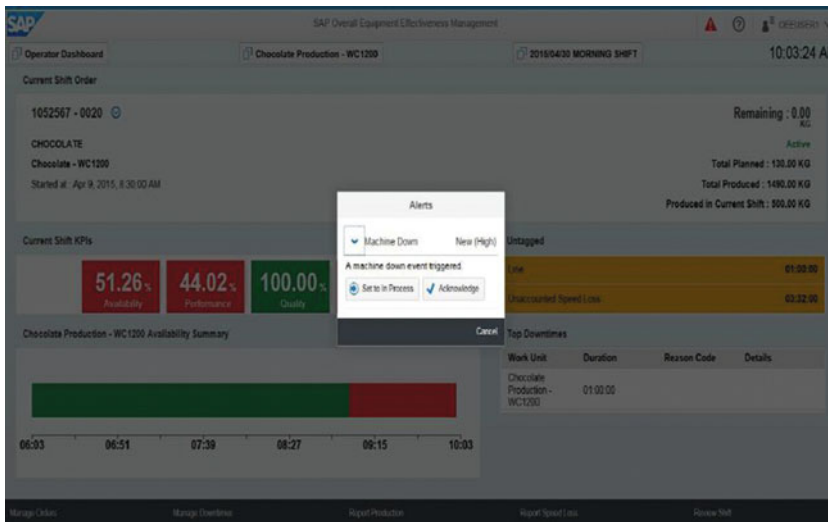 SAP
SAP Overall Equipment Effectiveness Management
Operator Dashboard
Chocolate Production - WC1200
2015/04/30 MORNING SHIFT
10:03:24 A
Current Shift Order
1052567 - 0020
Remaining : 0.00
KG
CHOCOLATE
Active
Chocolate - WC1200
Total Planned : 130.00 KG
Started at : Apr 9, 2015, 8:30:00 AM
Total Produced : 1490.00 KG
Produced in Current Shift : 500.00 KG
Alerts
Machine Down New (High)
A machine down event triggered.
Set to In Process Acknowledge
Cancel
Current Shift KPIs
51.26 %
Availability
44.02 %
Performance
100.00 %
Quality
Untagged
Line 01:00:00
Unaccounted Speed Loss 03:32:00
Chocolate Production - WC1200 Availability Summary
06:03 06:51 07:39 08:27 09:15 10:03
Top Downtimes
Work Unit Duration Reason Code Details
Chocolate
Production - 01:00:00
WC1200
Manage Orders Manage Downtimes Report Production Report Speed Loss Review Shift